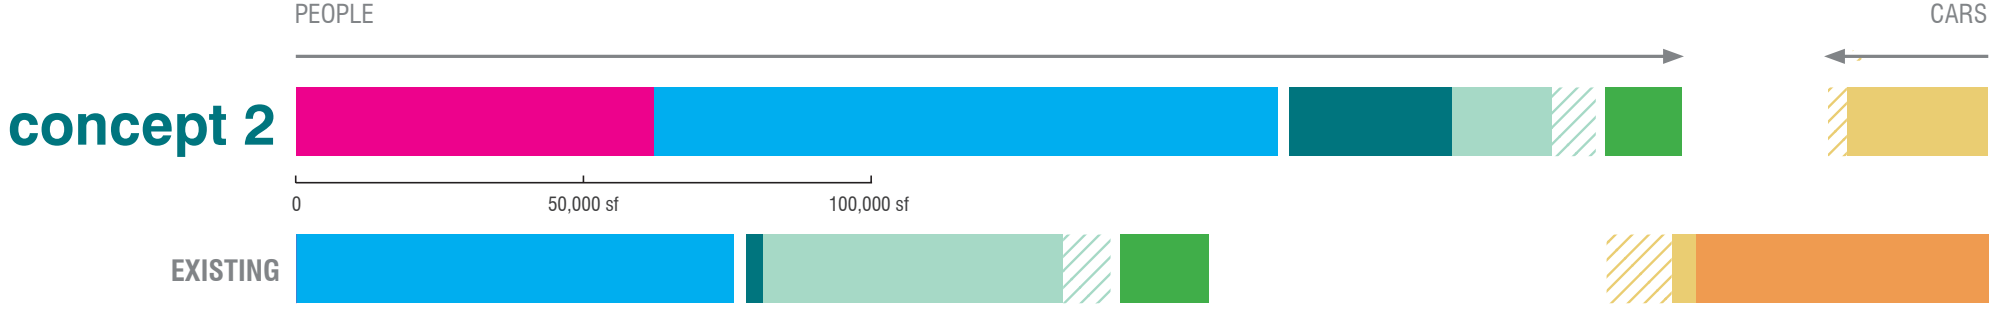 PEOPLE CARS
concept 2
0 50,000 sf 100,000 sf
EXISTING